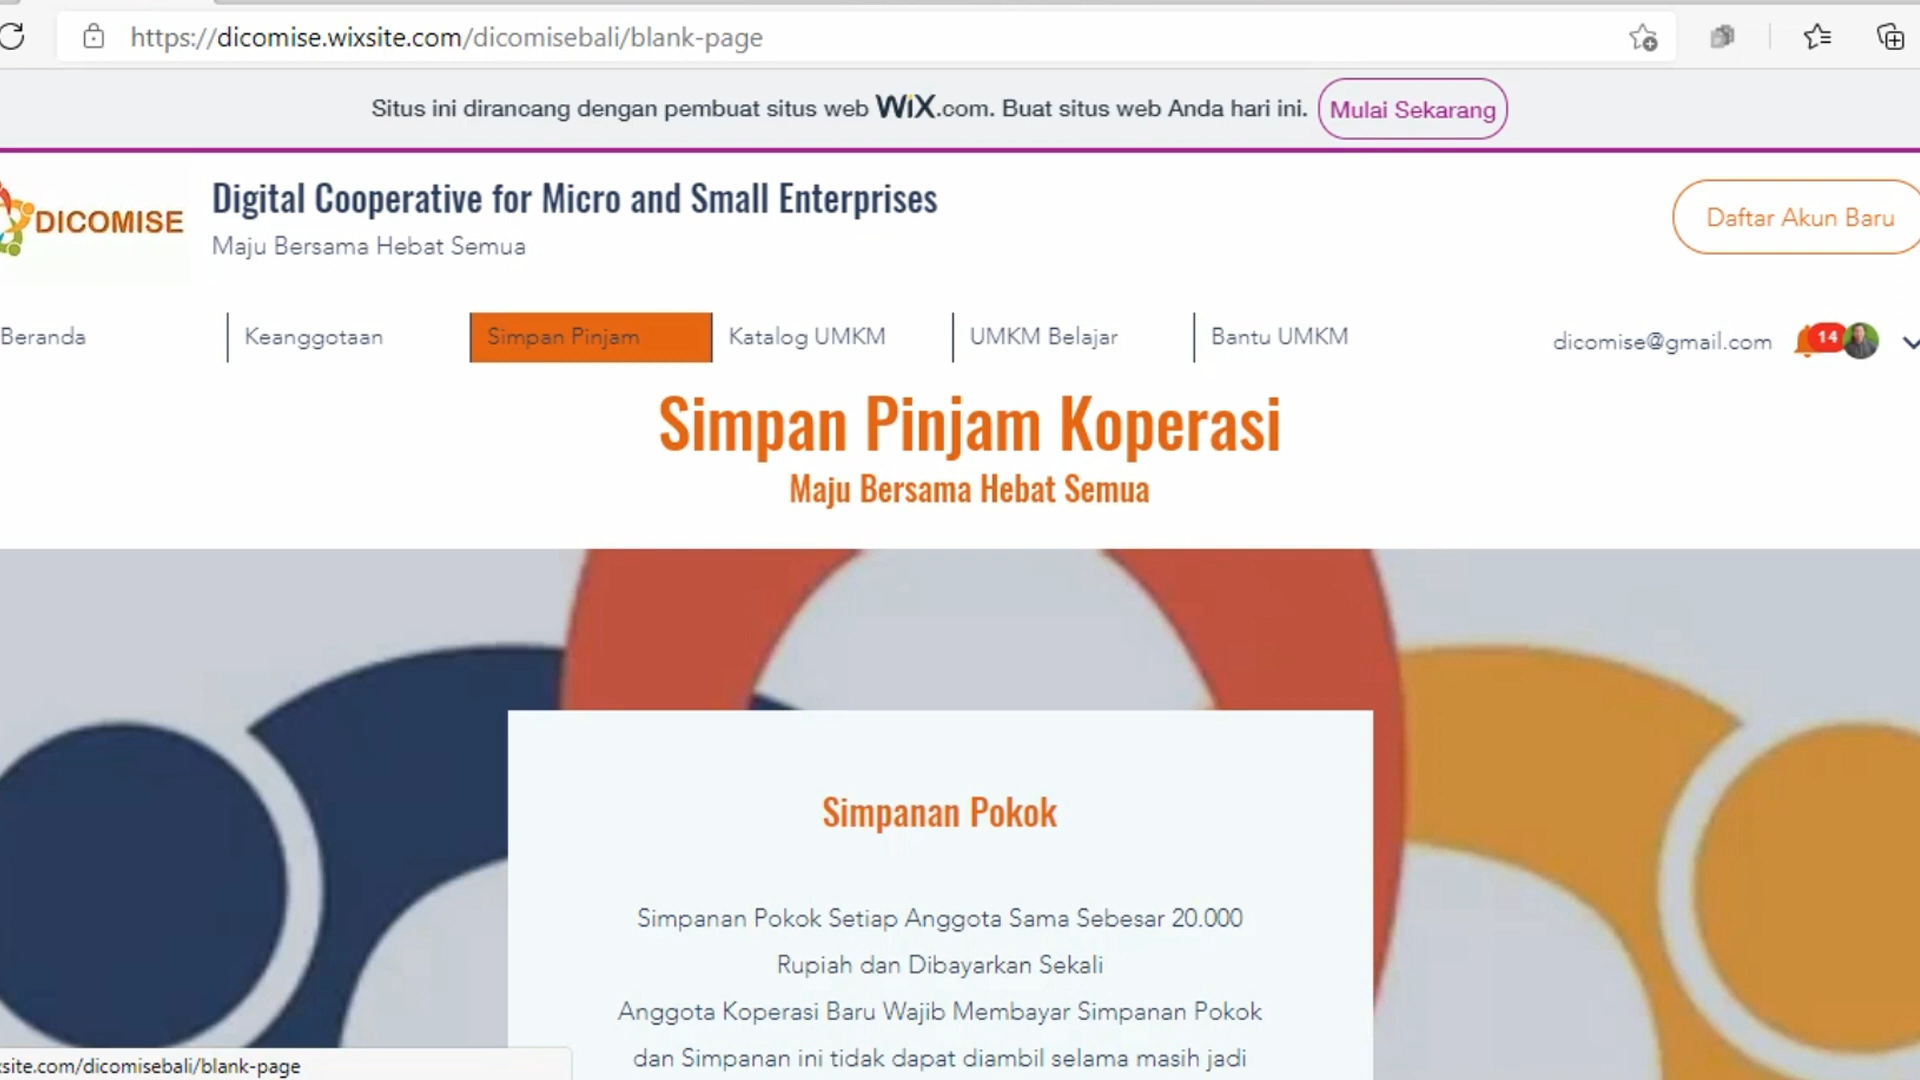 https://dicomise.wixsite.com/dicomisebali/blank-page
Situs ini dirancang dengan pembuat situs web WiX.com. Buat situs web Anda hari ini. Mulai Sekarang
DICOMISE
Digital Cooperative for Micro and Small Enterprises
Maju Bersama Hebat Semua
Daftar Akun Baru
Beranda Keanggotaan Simpan Pinjam Katalog UMKM UMKM Belajar Bantu UMKM dicomise@gmail.com 14
Simpan Pinjam Koperasi
Maju Bersama Hebat Semua
Simpanan Pokok
Simpanan Pokok Setiap Anggota Sama Sebesar 20.000
Rupiah dan Dibayarkan Sekali
Anggota Koperasi Baru Wajib Membayar Simpanan Pokok
dan Simpanan ini tidak dapat diambil selama masih jadi
site.com/dicomisebali/blank-page